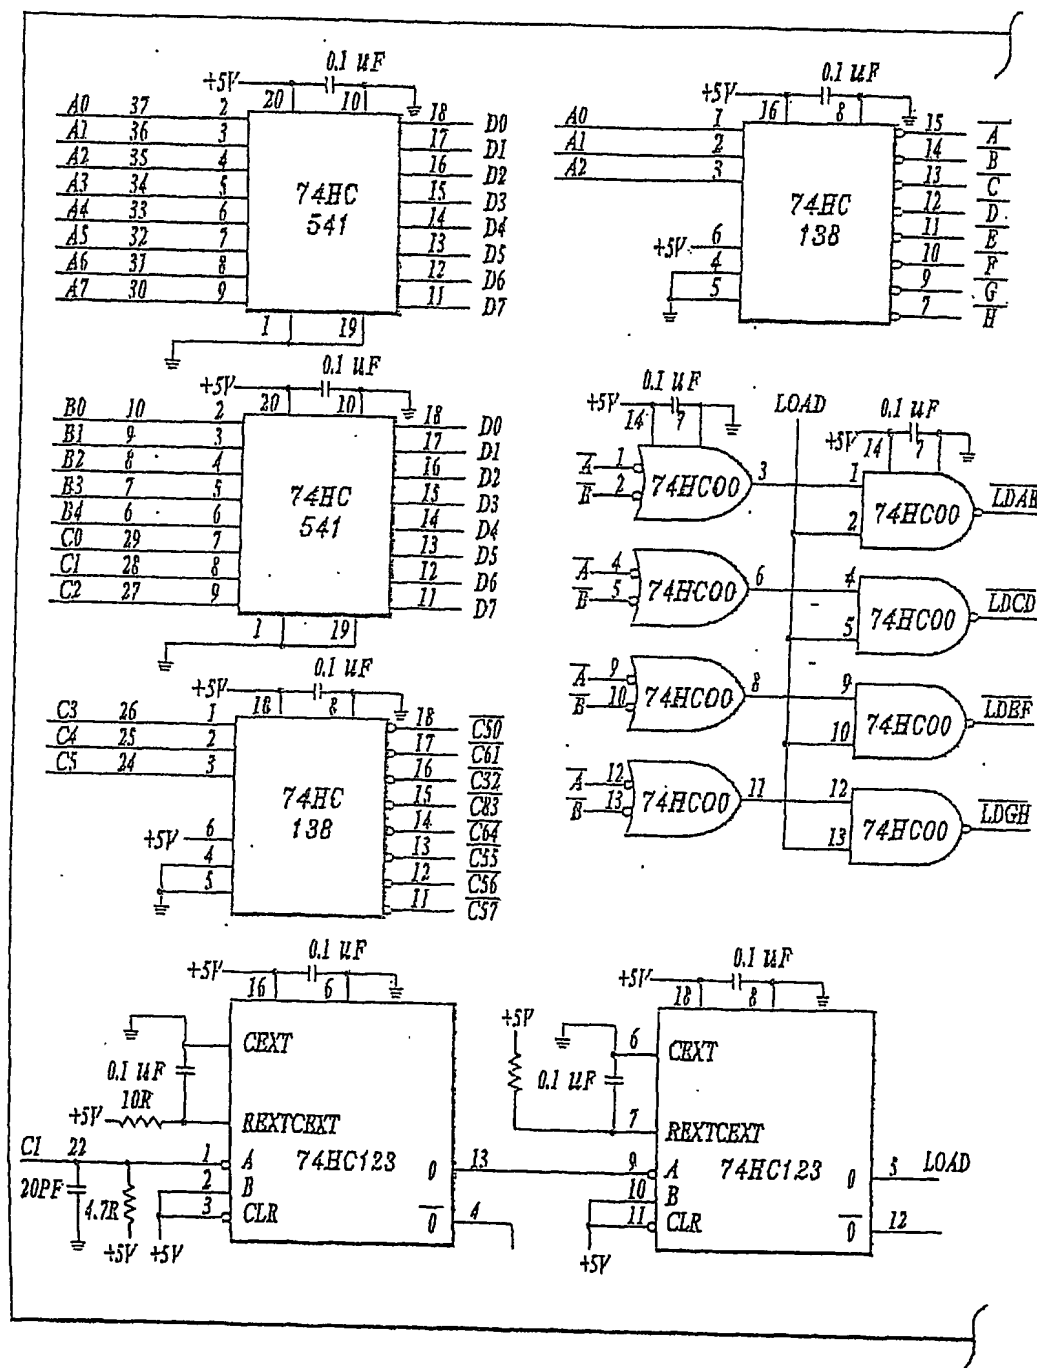 0.1 uF
+5V
20
10
A0 37 2
A1 36 3
A2 35 4
A3 34 5
A4 33 6
A5 32 7
A6 31 8
A7 30 9
74HC
541
18 D0
17 D1
16 D2
15 D3
14 D4
13 D5
12 D6
11 D7
1
19
0.1 uF
+5V
16
8
A0 1
A1 2
A2 3
+5V 6
4
5
74HC
138
15 A
14 B
13 C
12 D
11 E
10 F
9 G
7 H
0.1 uF
+5V
20
10
B0 10 2
B1 9 3
B2 8 4
B3 7 5
B4 6 6
C0 29 7
C1 28 8
C2 27 9
74HC
541
18 D0
17 D1
16 D2
15 D3
14 D4
13 D5
12 D6
11 D7
1
19
0.1 uF
+5V
14
7
LOAD
0.1 uF
+5V
14
7
A 1
B 2
74HC00
3
1
2
74HC00
LDAB
A 4
B 5
74HC00
6
4
5
74HC00
LDCD
A 9
B 10
74HC00
8
9
10
74HC00
LDEF
A 12
B 13
74HC00
11
12
13
74HC00
LDGH
0.1 uF
+5V
18
8
C3 26 1
C4 25 2
C5 24 3
+5V 6
4
5
74HC
138
18 C50
17 C61
16 C32
15 C83
14 C64
13 C55
12 C56
11 C57
0.1 uF
+5V
16
6
CEXT
0.1 uF
10R
+5V
REXTCEXT
C1 22
1 A
2 B
3 CLR
74HC123
20PF
4.7R
+5V
+5V
0 13
0 4
0.1 uF
+5V
18
8
+5V
6 CEXT
0.1 uF
7 REXTCEXT
9 A
10 B
11 CLR
74HC123
+5V
0 5 LOAD
0 12